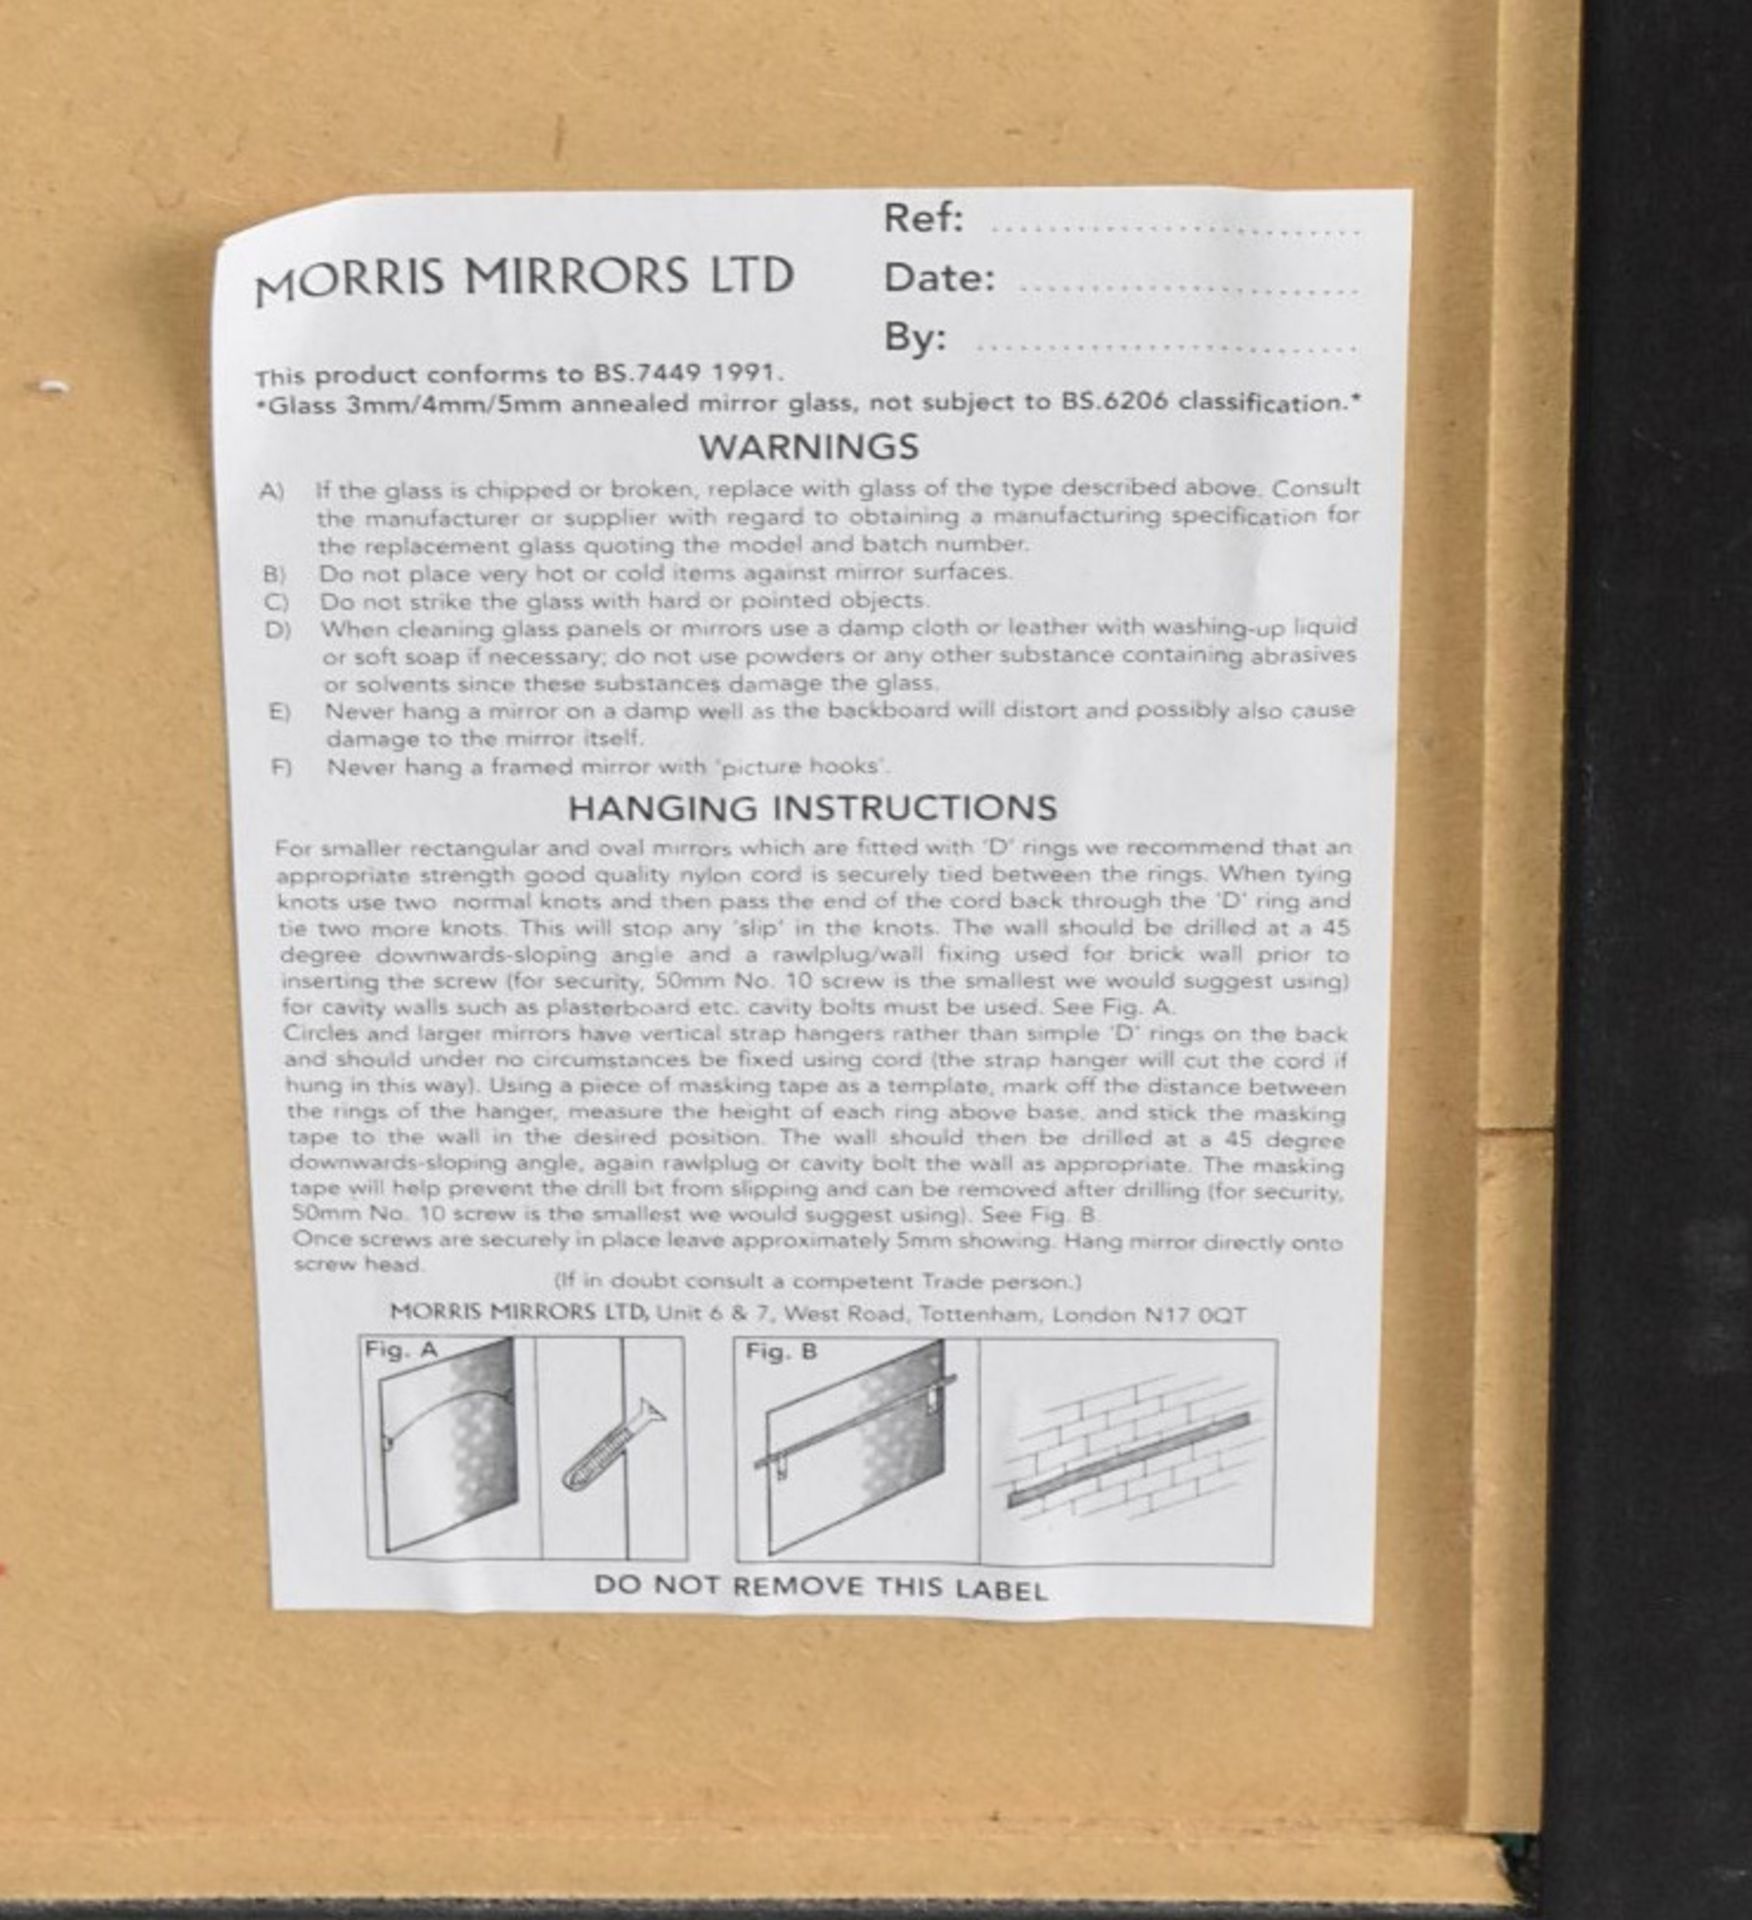 MORRIS MIRRORS LTD
Ref: ..........................
Date: ........................
By: ...........................
This product conforms to BS.7449 1991.
*Glass 3mm/4mm/5mm annealed mirror glass, not subject to BS.6206 classification.*
WARNINGS
A) If the glass is chipped or broken, replace with glass of the type described above. Consult
the manufacturer or supplier with regard to obtaining a manufacturing specification for
the replacement glass quoting the model and batch number.
B) Do not place very hot or cold items against mirror surfaces.
C) Do not strike the glass with hard or pointed objects.
D) When cleaning glass panels or mirrors use a damp cloth or leather with washing-up liquid
or soft soap if necessary; do not use powders or any other substance containing abrasives
or solvents since these substances damage the glass.
E) Never hang a mirror on a damp well as the backboard will distort and possibly also cause
damage to the mirror itself.
F) Never hang a framed mirror with 'picture hooks'.
HANGING INSTRUCTIONS
For smaller rectangular and oval mirrors which are fitted with 'D' rings we recommend that an
appropriate strength good quality nylon cord is securely tied between the rings. When tying
knots use two normal knots and then pass the end of the cord back through the 'D' ring and
tie two more knots. This will stop any 'slip' in the knots. The wall should be drilled at a 45
degree downwards-sloping angle and a rawlplug/wall fixing used for brick wall prior to
inserting the screw (for security, 50mm No. 10 screw is the smallest we would suggest using)
for cavity walls such as plasterboard etc. cavity bolts must be used. See Fig. A.
Circles and larger mirrors have vertical strap hangers rather than simple 'D' rings on the back
and should under no circumstances be fixed using cord (the strap hanger will cut the cord if
hung in this way). Using a piece of masking tape as a template, mark off the distance between
the rings of the hanger, measure the height of each ring above base, and stick the masking
tape to the wall in the desired position. The wall should then be drilled at a 45 degree
downwards-sloping angle, again rawlplug or cavity bolt the wall as appropriate. The masking
tape will help prevent the drill bit from slipping and can be removed after drilling (for security,
50mm No. 10 screw is the smallest we would suggest using). See Fig. B.
Once screws are securely in place leave approximately 5mm showing. Hang mirror directly onto
screw head.
(If in doubt consult a competent Trade person.)
MORRIS MIRRORS LTD, Unit 6 & 7, West Road, Tottenham, London N17 0QT
Fig. A
Fig. B
DO NOT REMOVE THIS LABEL